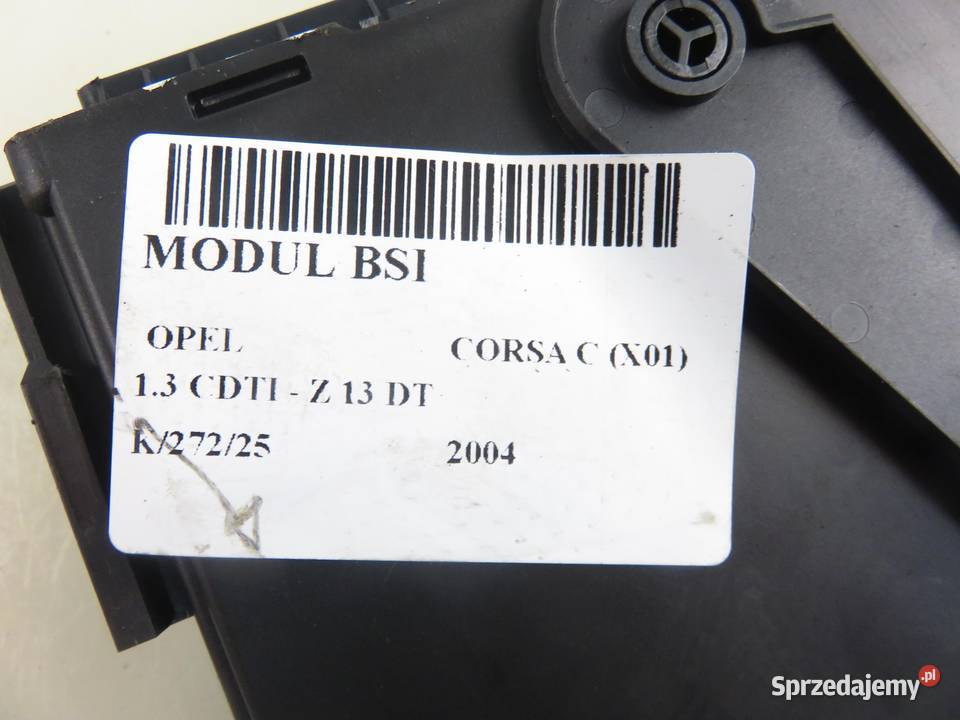 MODUL BSI
OPEL CORSA C (X01)
1.3 CDTI - Z 13 DT
K/272/25 2004
Sprzedajemy.pl